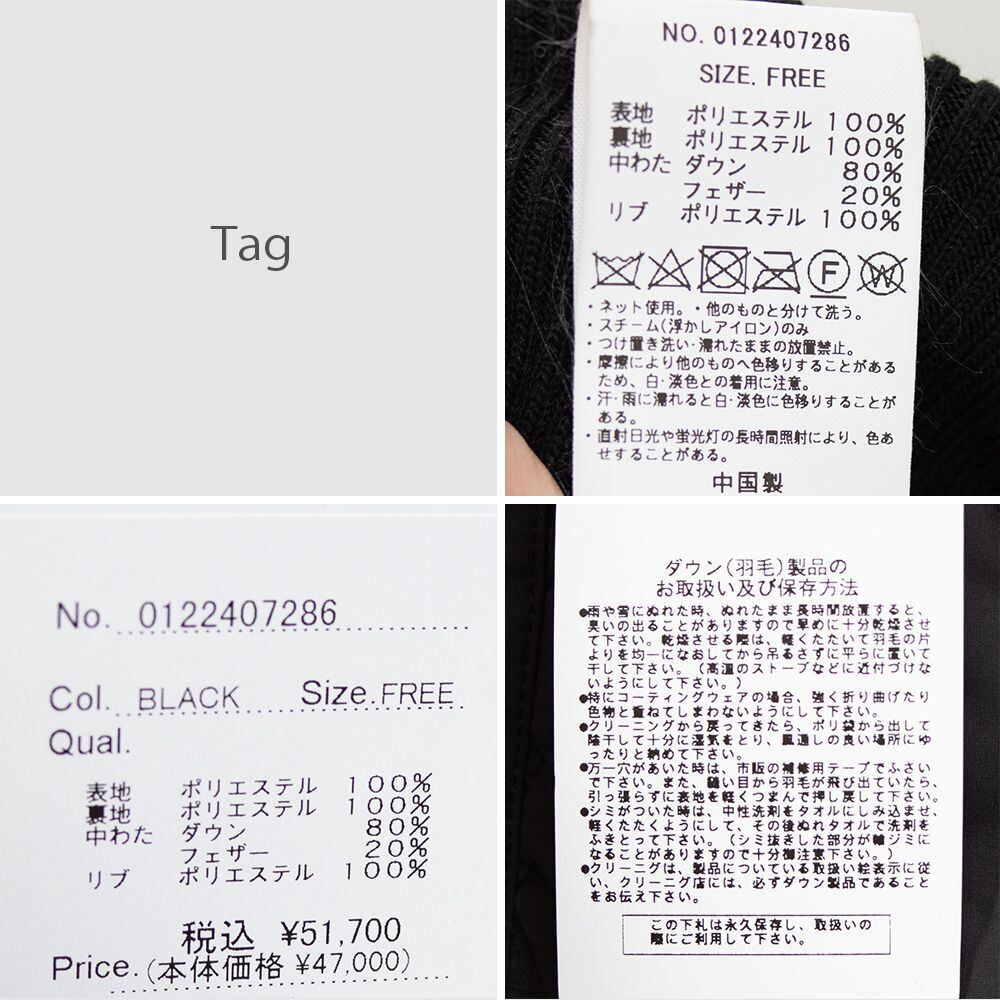 Tag
NO. 0122407286
SIZE. FREE
表地 ポリエステル 100%
裏地 ポリエステル 100%
中わた ダウン 80%
フェザー 20%
リブ ポリエステル 100%
F W
・ネット使用。・他のものと分けて洗う。
・スチーム(浮かしアイロン)のみ
・つけ置き洗い・濡れたままの放置禁止。
・摩擦により他のものへ色移りすることがある
ため、白・淡色との着用に注意。
・汗・雨に濡れると白・淡色に色移りすることが
ある。
・直射日光や蛍光灯の長時間照射により、色あ
せすることがある。
中国製
No. 0122407286
Col. BLACK Size.FREE
Qual.
表地 ポリエステル 100%
裏地 ポリエステル 100%
中わた ダウン 80%
フェザー 20%
リブ ポリエステル 100%
税込 ¥51,700
Price.(本体価格 ¥47,000)
ダウン(羽毛)製品の
お取扱い及び保存方法
●雨や雪にぬれた時、ぬれたまま長時間放置すると、
臭いの出ることがありますので早めに十分乾燥させ
て下さい。乾燥させる際は、軽くたたいて羽毛の片
よりを均一になおしてから吊るさずに平らに置いて
干して下さい。(高温のストーブなどに近付づけな
いようにして下さい。)
●特にコーティングウェアの場合、強く折り曲げたり
色物と重ねてしまわないようにして下さい。
●クリーニングから戻ってきたら、ポリ袋から出して
陰干しして十分に湿気をとり、風通しの良い場所にゆ
ったりと納めて下さい。
●万一穴があいた時は、市販の補修用テープでふさい
で下さい。また、縫い目から羽毛が飛び出ていたら、
引っ張らずに表地を軽くつまんで押し戻して下さい。
●シミがついた時は、中性洗剤をタオルにしみ込ませ、
軽くたたくようにして、その後ぬれタオルで洗剤を
ふきとって下さい。(シミ抜きした部分が輪ジミに
なることがありますので十分御注意下さい。)
●クリーニングは、製品についている取扱い絵表示に従
い、クリーニング店には、必ずダウン製品であること
をお伝え下さい。
この下札は永久保存し、取扱いの
際にご利用して下さい。